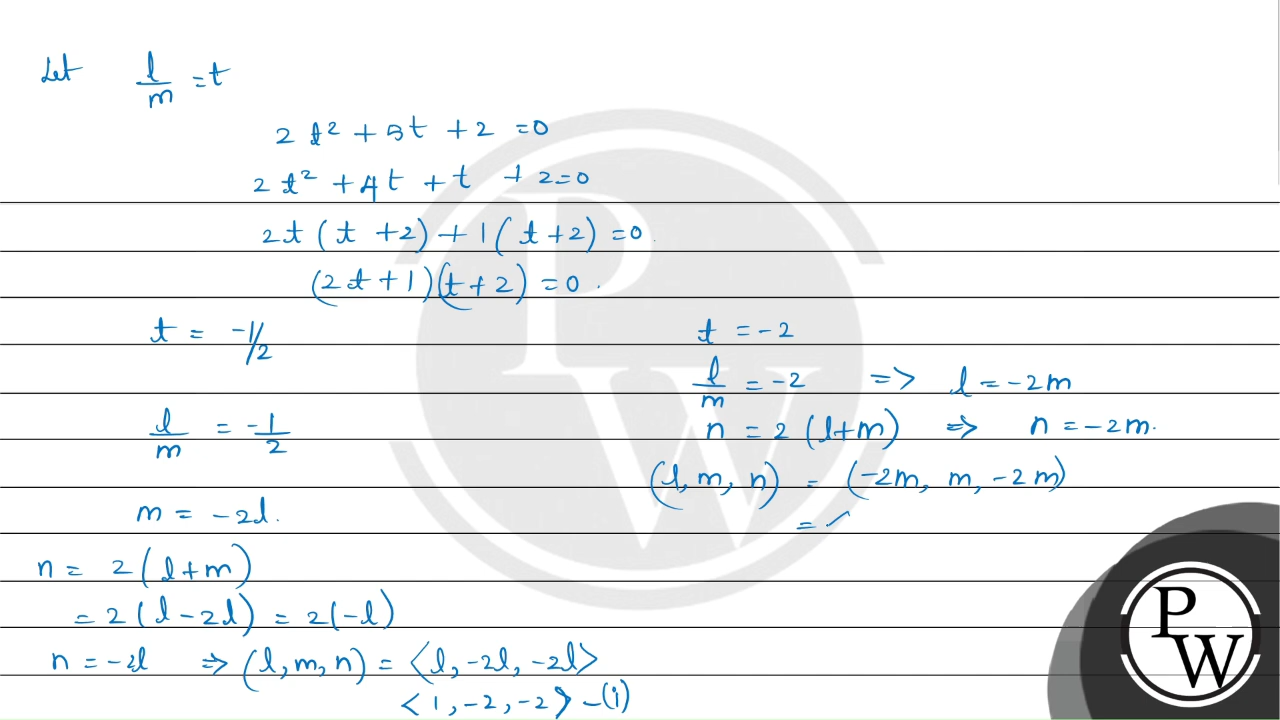 Let l/m = t
2t² + 5t + 2 = 0
2t² + 4t + t + 2 = 0
2t (t + 2) + 1 (t + 2) = 0.
(2t + 1) (t + 2) = 0.
t = -1/2
l/m = -1/2
m = -2l.
n = 2 (l + m)
= 2 (l - 2l) = 2(-l)
n = -2l => (l, m, n) = <l, -2l, -2l>
<1, -2, -2> - (i)
t = -2
l/m = -2 => l = -2m
n = 2 (l+m) => n = -2m.
(l, m, n) = (-2m, m, -2m)
=
PW
P
W